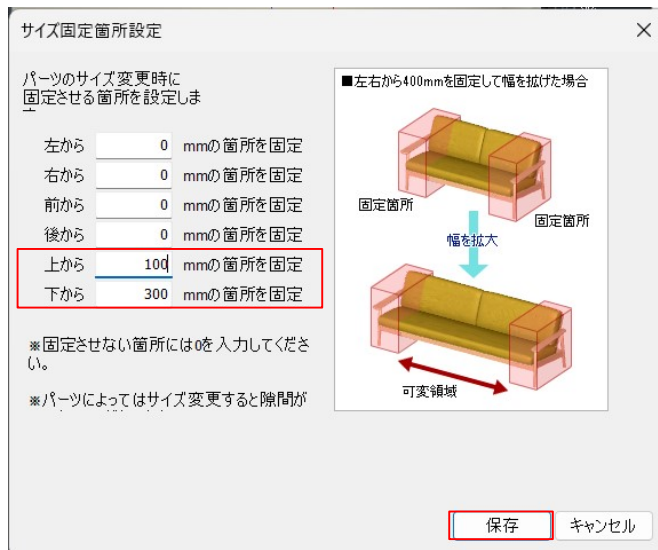 サイズ固定箇所設定
パーツのサイズ変更時に
固定させる箇所を設定しま
左から 0 mmの箇所を固定
右から 0 mmの箇所を固定
前から 0 mmの箇所を固定
後から 0 mmの箇所を固定
上から 100 mmの箇所を固定
下から 300 mmの箇所を固定
※固定させない箇所には0を入力してくださ
い。
※パーツによってはサイズ変更すると隙間が
■左右から400mmを固定して幅を拡げた場合
固定箇所
固定箇所
幅を拡大
可変領域
保存
キャンセル